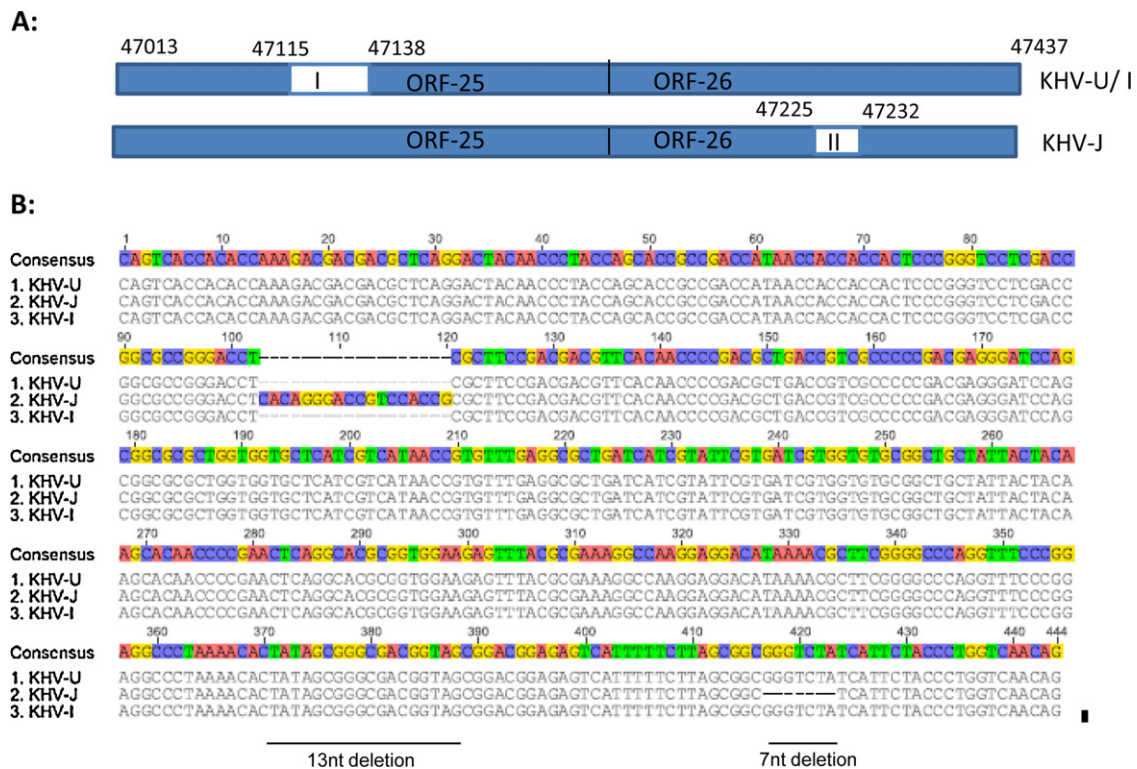 A:
47013 47115 47138 47437
I ORF-25 ORF-26 KHV-U/ I
47225 47232
ORF-25 ORF-26 II KHV-J
B:
1 10 20 30 40 50 60 70 80
Consensus CAGTCACCACACCAAAGACGACGACGCTCAGGACTACAACCCTACCAGCACCGCCGACCATAACCACCACCACTCCCGGGTCCTCGACC
1. KHV-U CAGTCACCACACCAAAGACGACGACGCTCAGGACTACAACCCTACCAGCACCGCCGACCATAACCACCACCACTCCCGGGTCCTCGACC
2. KHV-J CAGTCACCACACCAAAGACGACGACGCTCAGGACTACAACCCTACCAGCACCGCCGACCATAACCACCACCACTCCCGGGTCCTCGACC
3. KHV-I CAGTCACCACACCAAAGACGACGACGCTCAGGACTACAACCCTACCAGCACCGCCGACCATAACCACCACCACTCCCGGGTCCTCGACC
90 100 110 120 130 140 150 160 170
Consensus GGCGCCGGGACCT------------------CGCTTCCGACGACGTTCACAACCCCGACGCTGACCGTCGCCCCCGACGAGGGATCCAG
1. KHV-U GGCGCCGGGACCT------------------CGCTTCCGACGACGTTCACAACCCCGACGCTGACCGTCGCCCCCGACGAGGGATCCAG
2. KHV-J GGCGCCGGGACCTCACAGGGACCGTCCACCGCGCTTCCGACGACGTTCACAACCCCGACGCTGACCGTCGCCCCCGACGAGGGATCCAG
3. KHV-I GGCGCCGGGACCT------------------CGCTTCCGACGACGTTCACAACCCCGACGCTGACCGTCGCCCCCGACGAGGGATCCAG
180 190 200 210 220 230 240 250 260
Consensus CGGCGCGCTGGTGGTGCTCATCGTCATAACCGTGTTTGAGGCGCTGATCATCGTATTCGTGATCGTGGTGTGCGGCTGCTATTACTACA
1. KHV-U CGGCGCGCTGGTGGTGCTCATCGTCATAACCGTGTTTGAGGCGCTGATCATCGTATTCGTGATCGTGGTGTGCGGCTGCTATTACTACA
2. KHV-J CGGCGCGCTGGTGGTGCTCATCGTCATAACCGTGTTTGAGGCGCTGATCATCGTATTCGTGATCGTGGTGTGCGGCTGCTATTACTACA
3. KHV-I CGGCGCGCTGGTGGTGCTCATCGTCATAACCGTGTTTGAGGCGCTGATCATCGTATTCGTGATCGTGGTGTGCGGCTGCTATTACTACA
270 280 290 300 310 320 330 340 350
Consensus AGCACAACCCCGAACTCAGGCACGCGGTGGAAGAGTTTACGCGAAAGGCCAAGGAGGACATAAAACGCTTCGGGGCCCAGGTTTCCCGG
1. KHV-U AGCACAACCCCGAACTCAGGCACGCGGTGGAAGAGTTTACGCGAAAGGCCAAGGAGGACATAAAACGCTTCGGGGCCCAGGTTTCCCGG
2. KHV-J AGCACAACCCCGAACTCAGGCACGCGGTGGAAGAGTTTACGCGAAAGGCCAAGGAGGACATAAAACGCTTCGGGGCCCAGGTTTCCCGG
3. KHV-I AGCACAACCCCGAACTCAGGCACGCGGTGGAAGAGTTTACGCGAAAGGCCAAGGAGGACATAAAACGCTTCGGGGCCCAGGTTTCCCGG
360 370 380 390 400 410 420 430 440 444
Consensus AGGCCCTAAAACACTATAGCGGGCGACGGTAGCGGACGGAGAGTCATTTTTCTTAGCGGCGGGTCTATCATTCTACCCTGGTCAACAG
1. KHV-U AGGCCCTAAAACACTATAGCGGGCGACGGTAGCGGACGGAGAGTCATTTTTCTTAGCGGCGGGTCTATCATTCTACCCTGGTCAACAG
2. KHV-J AGGCCCTAAAACACTATAGCGGGCGACGGTAGCGGACGGAGAGTCATTTTTCTTAGCGGC-------TCATTCTACCCTGGTCAACAG
3. KHV-I AGGCCCTAAAACACTATAGCGGGCGACGGTAGCGGACGGAGAGTCATTTTTCTTAGCGGCGGGTCTATCATTCTACCCTGGTCAACAG
13nt deletion 7nt deletion